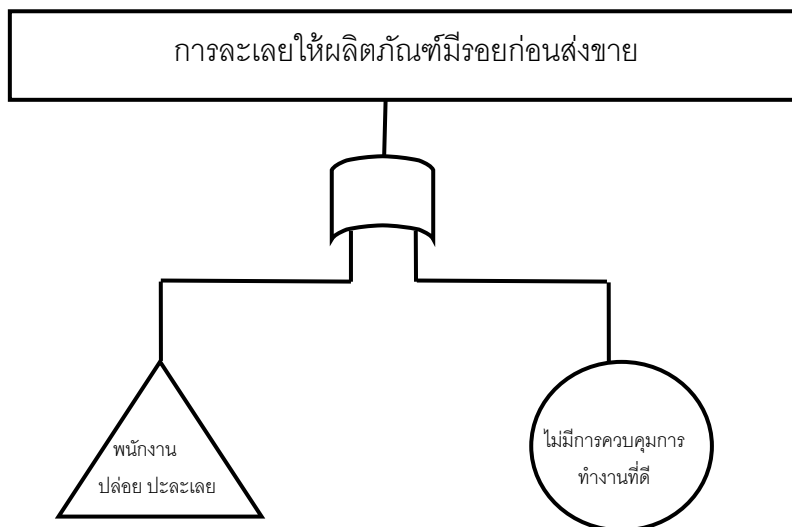 การละเลยให้ผลิตภัณฑ์มีรอยก่อนส่งขาย
พนักงาน
ปล่อย ปะละเลย
ไม่มีการควบคุมการ
ทำงานที่ดี